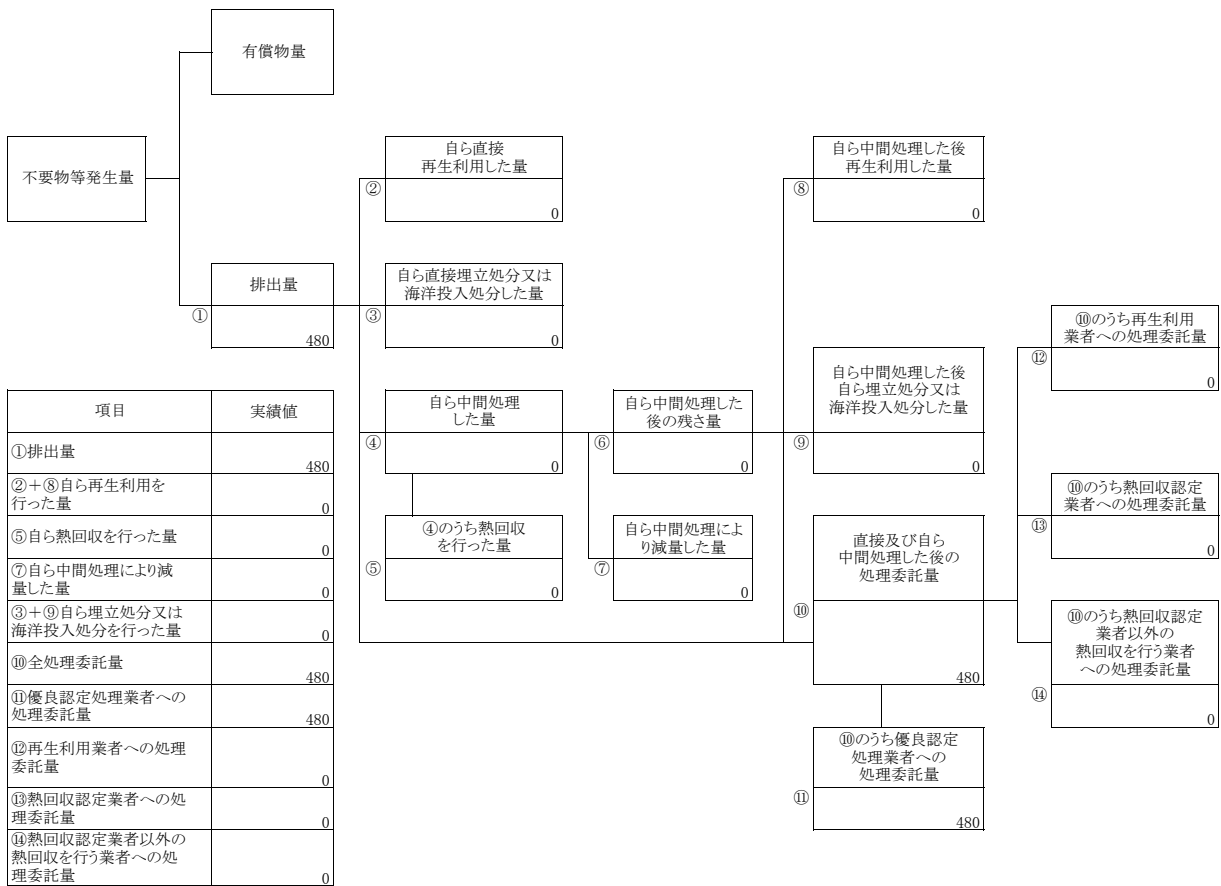 有償物量
不要物等発生量
自ら直接
再生利用した量
②
0
自ら中間処理した後
再生利用した量
⑧
0
排出量
①
480
自ら直接埋立処分又は
海洋投入処分した量
③
0
⑩のうち再生利用
業者への処理委託量
⑫
0
自ら中間処理
した量
④
0
自ら中間処理した
後の残さ量
⑥
0
自ら中間処理した後
自ら埋立処分又は
海洋投入処分した量
⑨
0
⑩のうち熱回収認定
業者への処理委託量
⑬
0
④のうち熱回収
を行った量
⑤
0
自ら中間処理によ
り減量した量
⑦
0
直接及び自ら
中間処理した後の
処理委託量
⑩
480
⑩のうち熱回収認定
業者以外の
熱回収を行う業者
への処理委託量
⑭
0
⑩のうち優良認定
処理業者への
処理委託量
⑪
480
項目
実績値
①排出量
480
②+⑧自ら再生利用を
行った量
0
⑤自ら熱回収を行った量
0
⑦自ら中間処理により減
量した量
0
③+⑨自ら埋立処分又は
海洋投入処分を行った量
0
⑩全処理委託量
480
⑪優良認定処理業者への
処理委託量
480
⑫再生利用業者への処理
委託量
0
⑬熱回収認定業者への処
理委託量
0
⑭熱回収認定業者以外の
熱回収を行う業者への処
理委託量
0